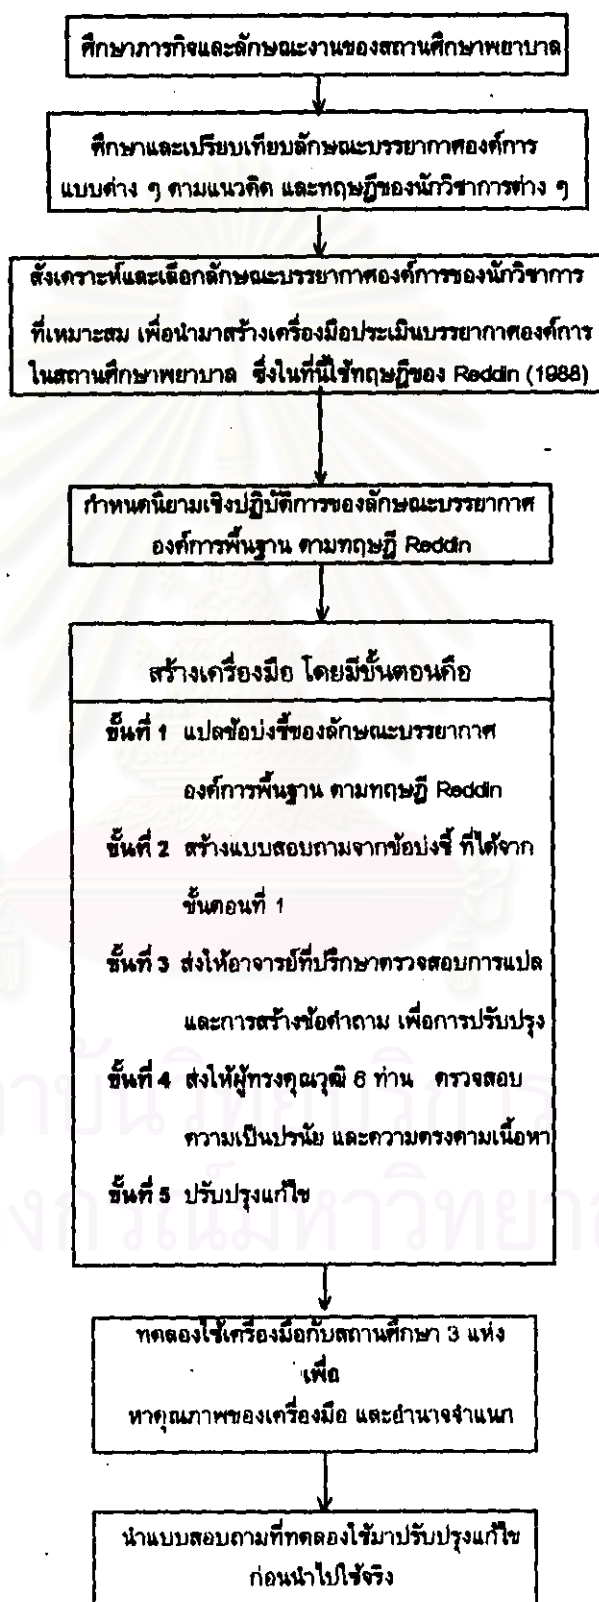 ศึกษาภารกิจและลักษณะงานของสถานศึกษาพยาบาล
ศึกษาและเปรียบเทียบลักษณะบรรยากาศองค์การ
แบบต่าง ๆ ตามแนวคิด และทฤษฎีของนักวิชาการต่าง ๆ
สังเคราะห์และเลือกลักษณะบรรยากาศองค์การของนักวิชาการ
ที่เหมาะสม เพื่อนำมาสร้างเครื่องมือประเมินบรรยากาศองค์การ
ในสถานศึกษาพยาบาล ซึ่งในที่นี้ใช้ทฤษฎีของ Reddin (1988)
กำหนดนิยามเชิงปฏิบัติการของลักษณะบรรยากาศ
องค์การพื้นฐาน ตามทฤษฎี Reddin
สร้างเครื่องมือ โดยมีขั้นตอนคือ
ขั้นที่ 1 แปลข้อบ่งชี้ของลักษณะบรรยากาศ
องค์การพื้นฐาน ตามทฤษฎี Reddin
ขั้นที่ 2 สร้างแบบสอบถามจากข้อบ่งชี้ ที่ได้จาก
ขั้นตอนที่ 1
ขั้นที่ 3 ส่งให้อาจารย์ที่ปรึกษาตรวจสอบการแปล
และการสร้างข้อคำถาม เพื่อการปรับปรุง
ขั้นที่ 4 ส่งให้ผู้ทรงคุณวุฒิ 6 ท่าน ตรวจสอบ
ความเป็นปรนัย และความตรงตามเนื้อหา
ขั้นที่ 5 ปรับปรุงแก้ไข
ทดลองใช้เครื่องมือกับสถานศึกษา 3 แห่ง
เพื่อ
หาคุณภาพของเครื่องมือ และอำนาจจำแนก
นำแบบสอบถามที่ทดลองใช้มาปรับปรุงแก้ไข
ก่อนนำไปใช้จริง